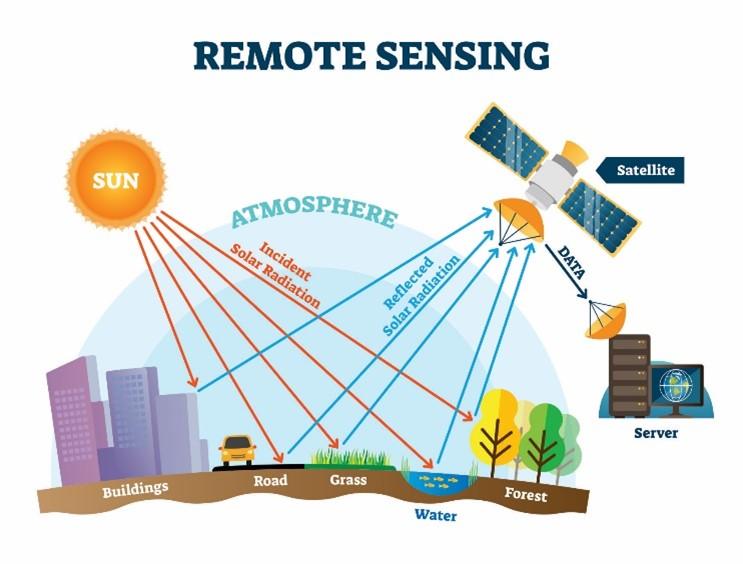 REMOTE SENSING
SUN
ATMOSPHERE
Satellite
Incident
Solar Radiation
Reflected
Solar Radiation
DATA
Server
Buildings
Road
Grass
Water
Forest